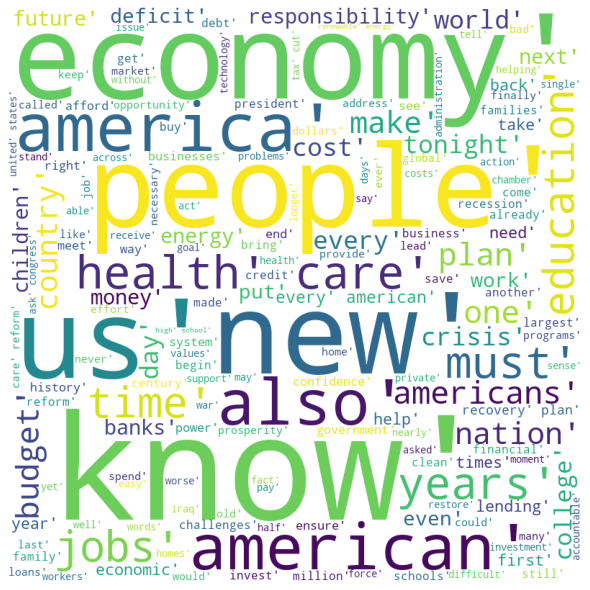 future'
deficit'
issue'
debt'
responsibility'
world'
renewable' energy'
tell'
bad'
economy'
keep'
get'
market'
without'
technology'
tax' cut'
next'
helping'
single'
america'
called'
afford'
opportunity'
president'
address'
see'
administration'
back'
finally'
families'
make'
buy'
dollars'
cost'
tonight'
take'
united' states'
stand'
right'
across'
businesses'
problems'
days'
ever'
global'
costs'
action'
chamber'
come'
already'
people'
education'
country'
children'
job'
able'
necessary'
act'
longer'
say'
recession'
like'
receive'
energy'
end'
every'
business'
need'
meet'
way'
goal'
bring'
provide'
lead'
health' care'
plan'
ask'
congress'
credit'
health'
save'
another'
money'
put'
every' american'
work'
one'
largest'
programs'
us'
new'
must'
made'
effort'
crisis'
care' reform'
never'
high' school'
system'
day'
home'
sense'
values'
begin'
history'
century'
support'
may'
confidence'
private'
americans'
time'
also'
reform'
war'
help'
recovery' plan'
budget'
banks'
power'
prosperity'
government'
nearly'
nation'
know'
asked'
clean'
financial'
times'
moment'
college'
accountable'
yet'
spend'
worse'
easy'
iraq'
fact'
pay'
old'
restore'
lending'
years'
year'
well'
words'
challenges'
half'
ensure'
even'
could'
many'
jobs'
american'
first'
investment'
last'
family'
homes'
economic'
loans'
workers'
would'
invest'
million'
force'
schools'
difficult'
still'